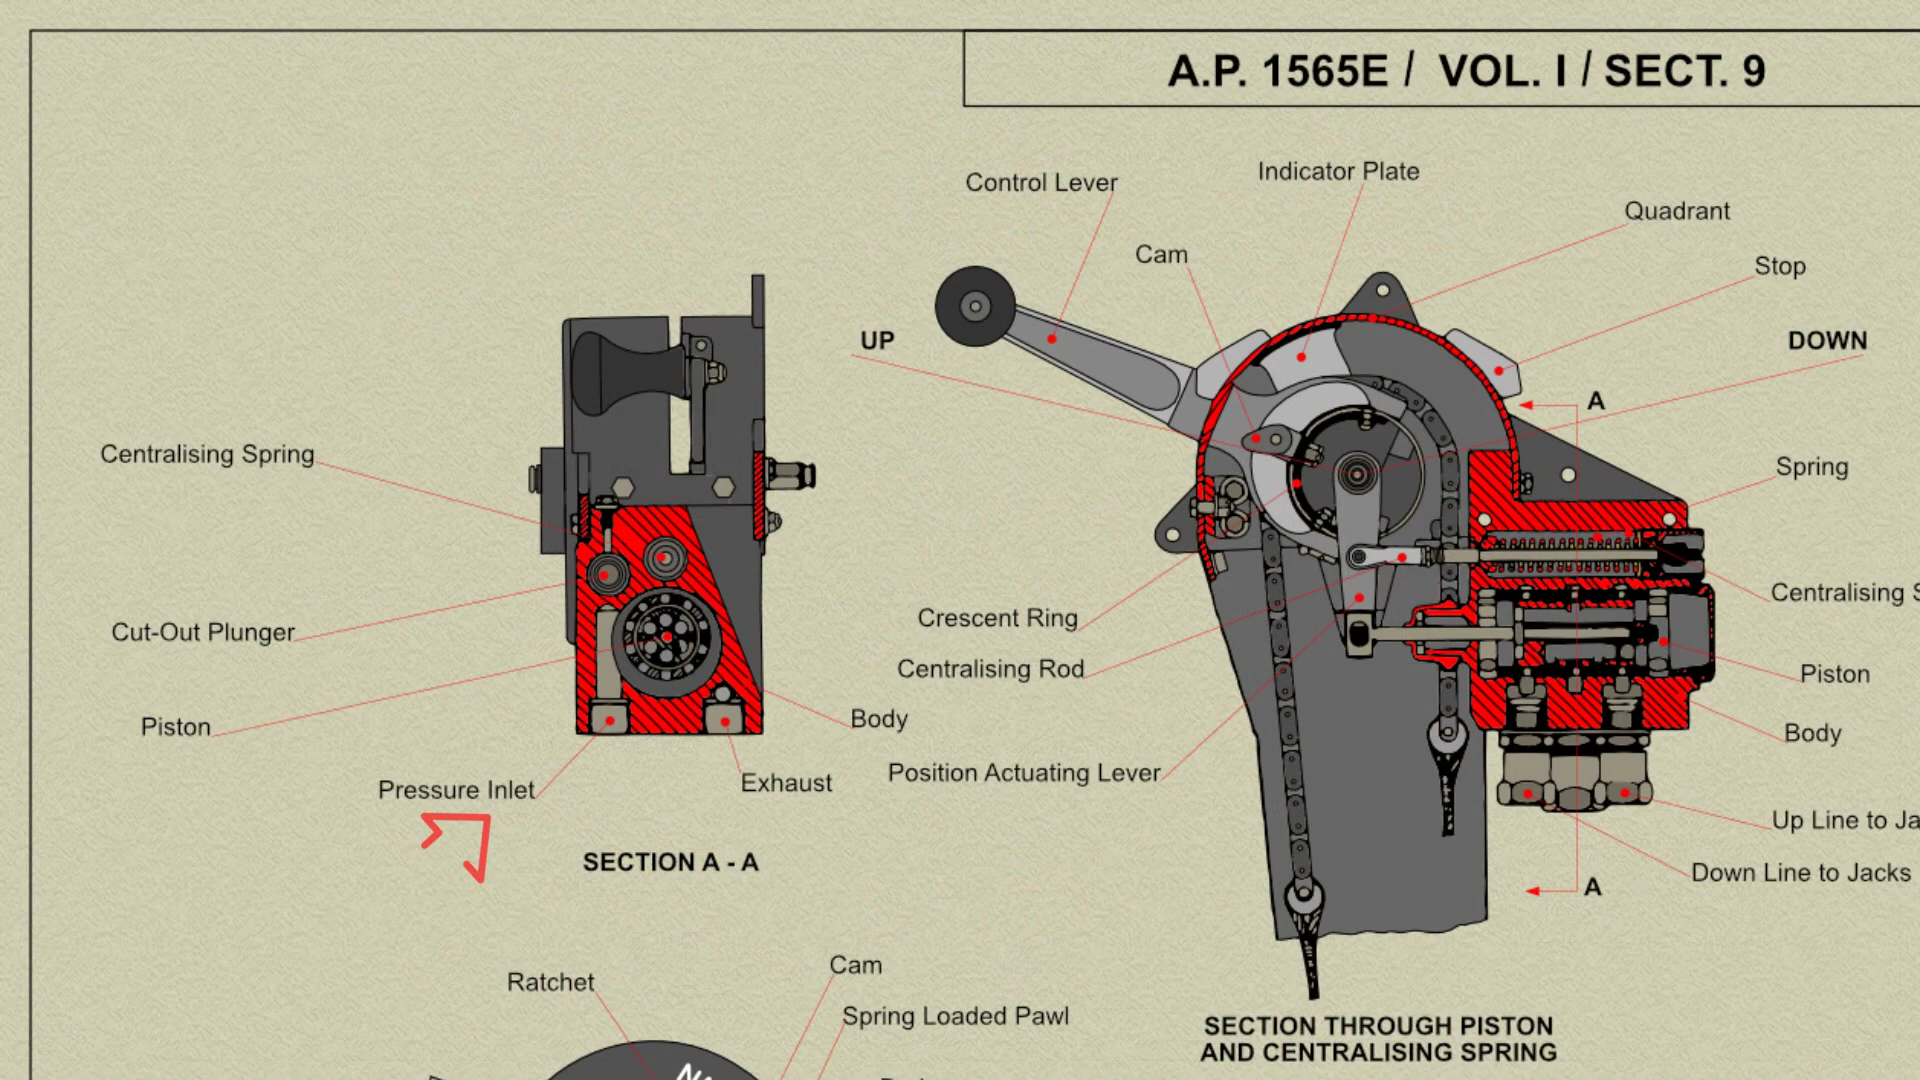 A.P. 1565E / VOL. I / SECT. 9
Control Lever
Indicator Plate
Quadrant
Cam
Stop
UP
DOWN
A
Centralising Spring
Spring
Centralising S
Crescent Ring
Cut-Out Plunger
Centralising Rod
Piston
Piston
Body
Body
Position Actuating Lever
Exhaust
Pressure Inlet
Up Line to Ja
SECTION A - A
Down Line to Jacks
A
Cam
Ratchet
Spring Loaded Pawl
SECTION THROUGH PISTON
AND CENTRALISING SPRING